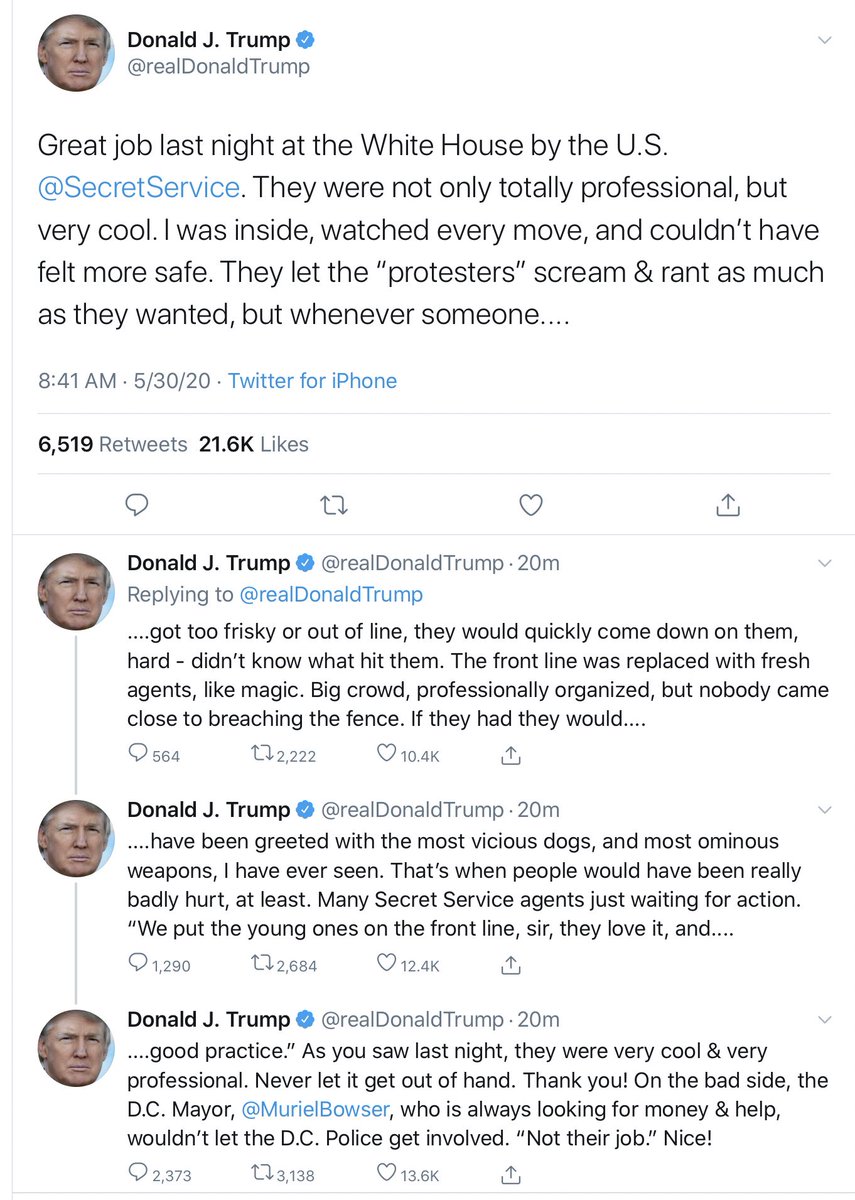 Donald J. Trump
@realDonaldTrump
Great job last night at the White House by the U.S.
@SecretService. They were not only totally professional, but
very cool. I was inside, watched every move, and couldn’t have
felt more safe. They let the “protesters” scream & rant as much
as they wanted, but whenever someone....
8:41 AM · 5/30/20 · Twitter for iPhone
6,519 Retweets 21.6K Likes
Donald J. Trump @realDonaldTrump · 20m
Replying to @realDonaldTrump
....got too frisky or out of line, they would quickly come down on them,
hard - didn’t know what hit them. The front line was replaced with fresh
agents, like magic. Big crowd, professionally organized, but nobody came
close to breaching the fence. If they had they would....
564 2,222 10.4K
Donald J. Trump @realDonaldTrump · 20m
....have been greeted with the most vicious dogs, and most ominous
weapons, I have ever seen. That’s when people would have been really
badly hurt, at least. Many Secret Service agents just waiting for action.
“We put the young ones on the front line, sir, they love it, and....
1,290 2,684 12.4K
Donald J. Trump @realDonaldTrump · 20m
....good practice.” As you saw last night, they were very cool & very
professional. Never let it get out of hand. Thank you! On the bad side, the
D.C. Mayor, @MurielBowser, who is always looking for money & help,
wouldn’t let the D.C. Police get involved. “Not their job.” Nice!
2,373 3,138 13.6K